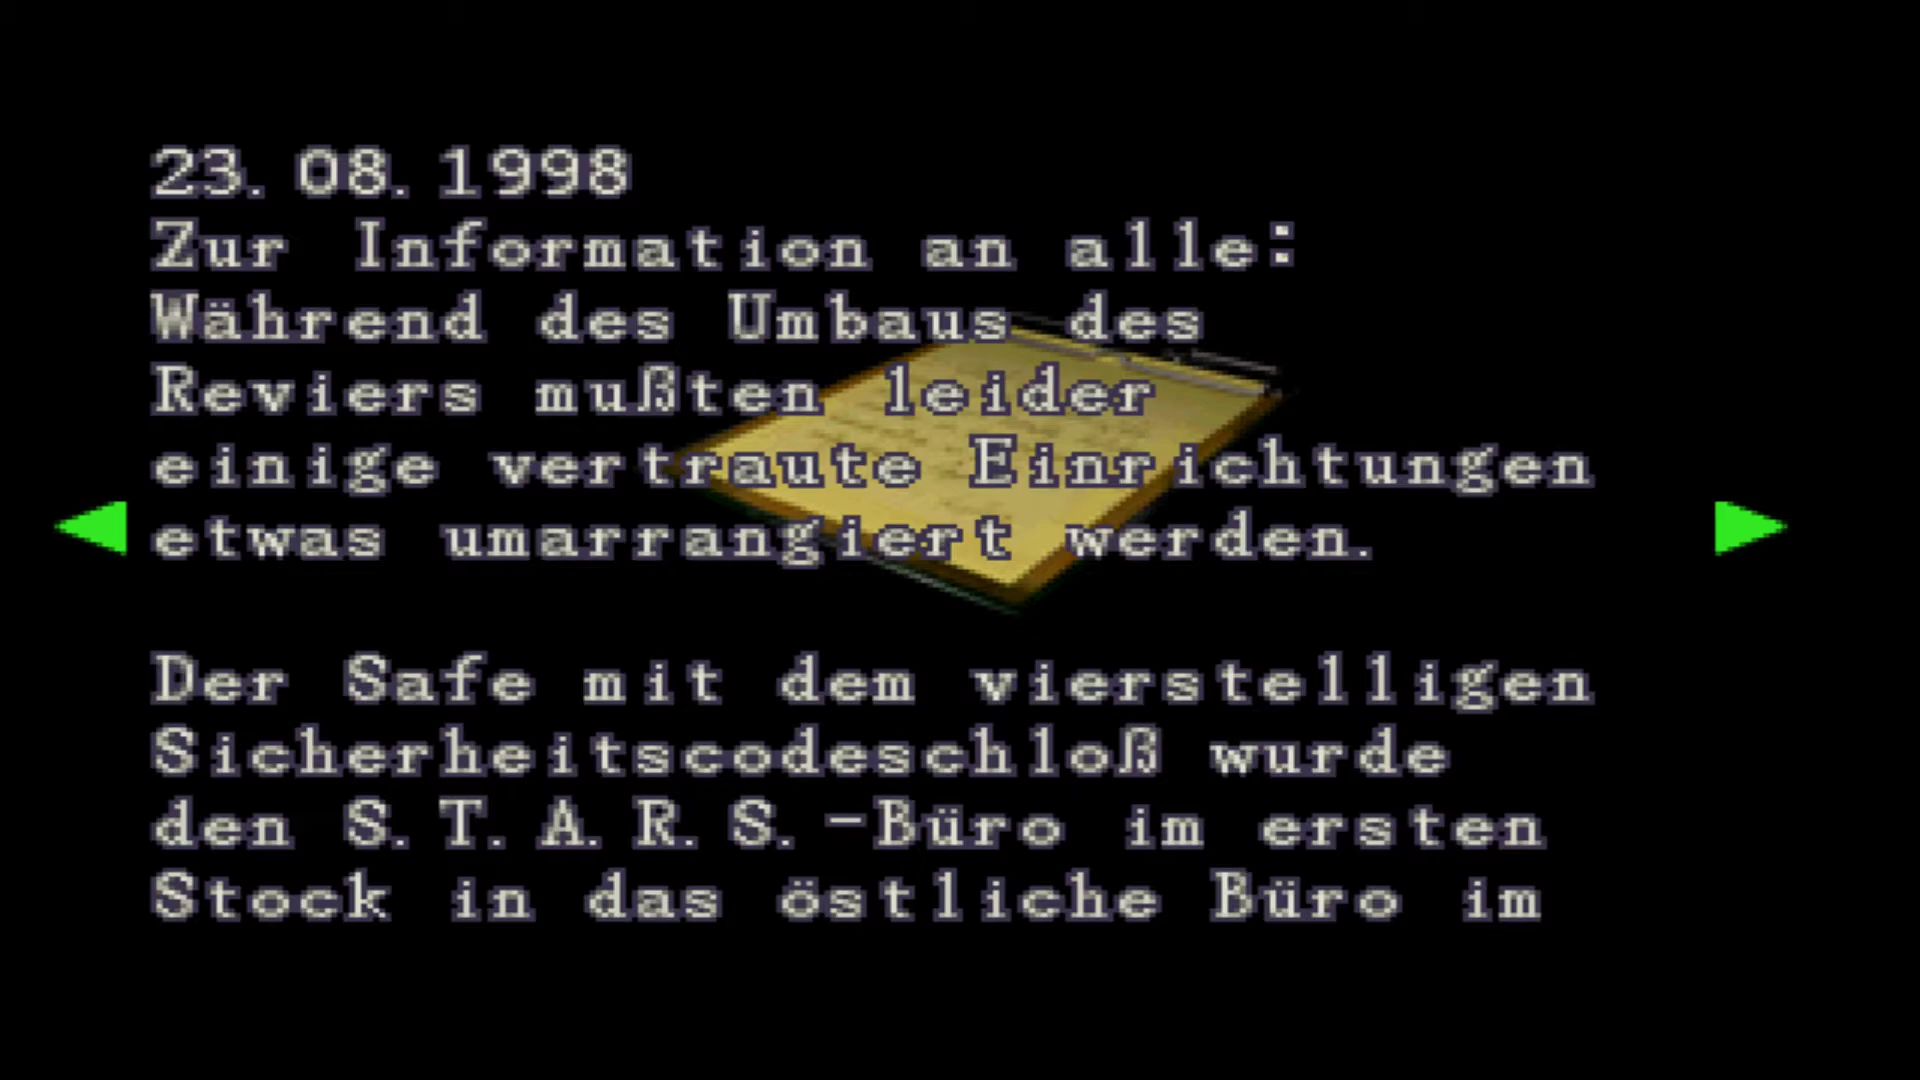 23.08.1998
Zur Information an alle:
Während des Umbaus des
Reviers mußten leider
einige vertraute Einrichtungen
etwas umarrangiert werden.
Der Safe mit dem vierstelligen
Sicherheitscodeschloß wurde
den S.T.A.R.S.-Büro im ersten
Stock in das östliche Büro im